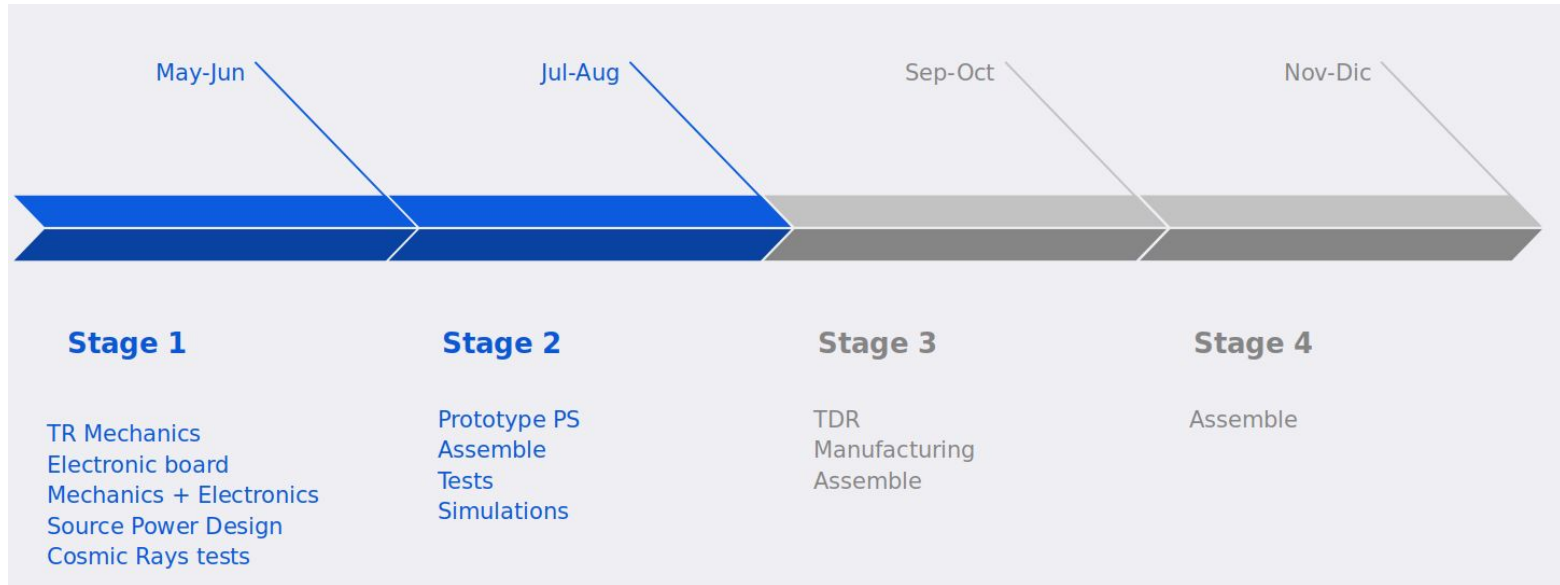 May-Jun
Jul-Aug
Sep-Oct
Nov-Dic
Stage 1
TR Mechanics
Electronic board
Mechanics + Electronics
Source Power Design
Cosmic Rays tests
Stage 2
Prototype PS
Assemble
Tests
Simulations
Stage 3
TDR
Manufacturing
Assemble
Stage 4
Assemble